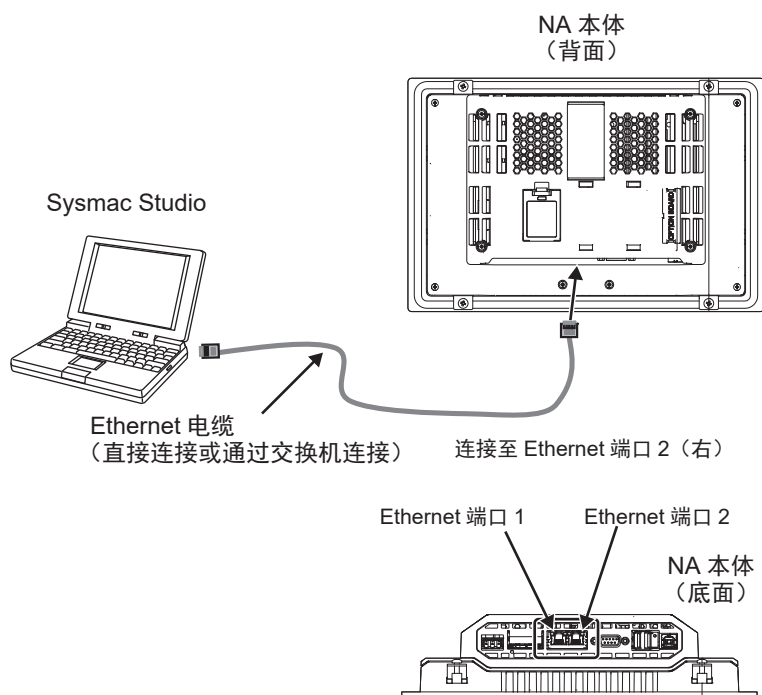 NA 本体
（背面）
OPTION BOARD
Sysmac Studio
Ethernet 电缆
（直接连接或通过交换机连接）
连接至 Ethernet 端口 2（右）
Ethernet 端口 1
Ethernet 端口 2
NA 本体
（底面）